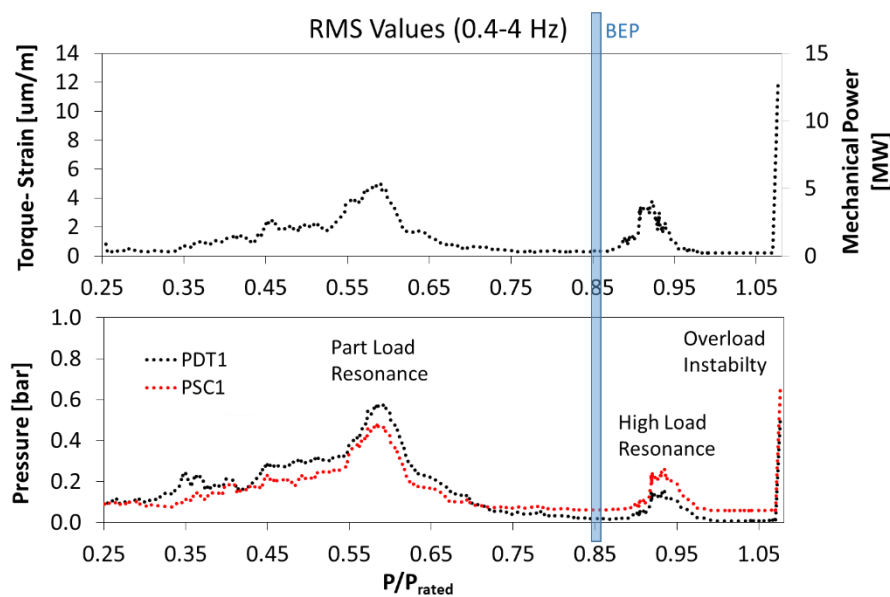 RMS Values (0.4-4 Hz)
BEP
Torque- Strain [um/m]
14
12
10
8
6
4
2
0
15
10
5
0
Mechanical Power
[MW]
0.25 0.35 0.45 0.55 0.65 0.75 0.85 0.95 1.05
Pressure [bar]
1.0
0.8
0.6
0.4
0.2
0.0
PDT1
PSC1
Part Load
Resonance
Overload
Instabilty
High Load
Resonance
0.25 0.35 0.45 0.55 0.65 0.75 0.85 0.95 1.05
P/Prated